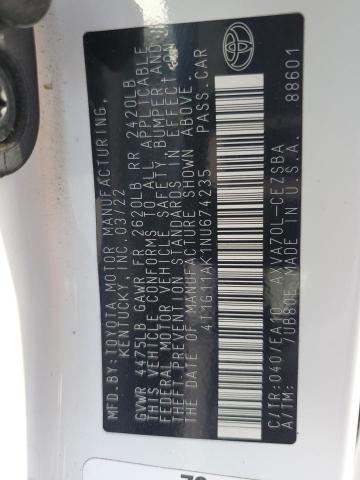 MFD.BY:TOYOTA MOTOR MANUFACTURING,
KENTUCKY, INC. 03/22
GVWR 4475LB GAWR FR 2620LB RR 2420LB
THIS VEHICLE CONFORMS TO ALL APPLICABLE
FEDERAL MOTOR VEHICLE SAFETY, BUMPER, AND
THEFT PREVENTION STANDARDS IN EFFECT ON
THE DATE OF MANUFACTURE SHOWN ABOVE.
4T1G11AK1NU674235 PASS.CAR
C/TR:040/EA10 AXVA70L-CEZSBA
A/TM: /UB80E MADE IN U.S.A. 88601